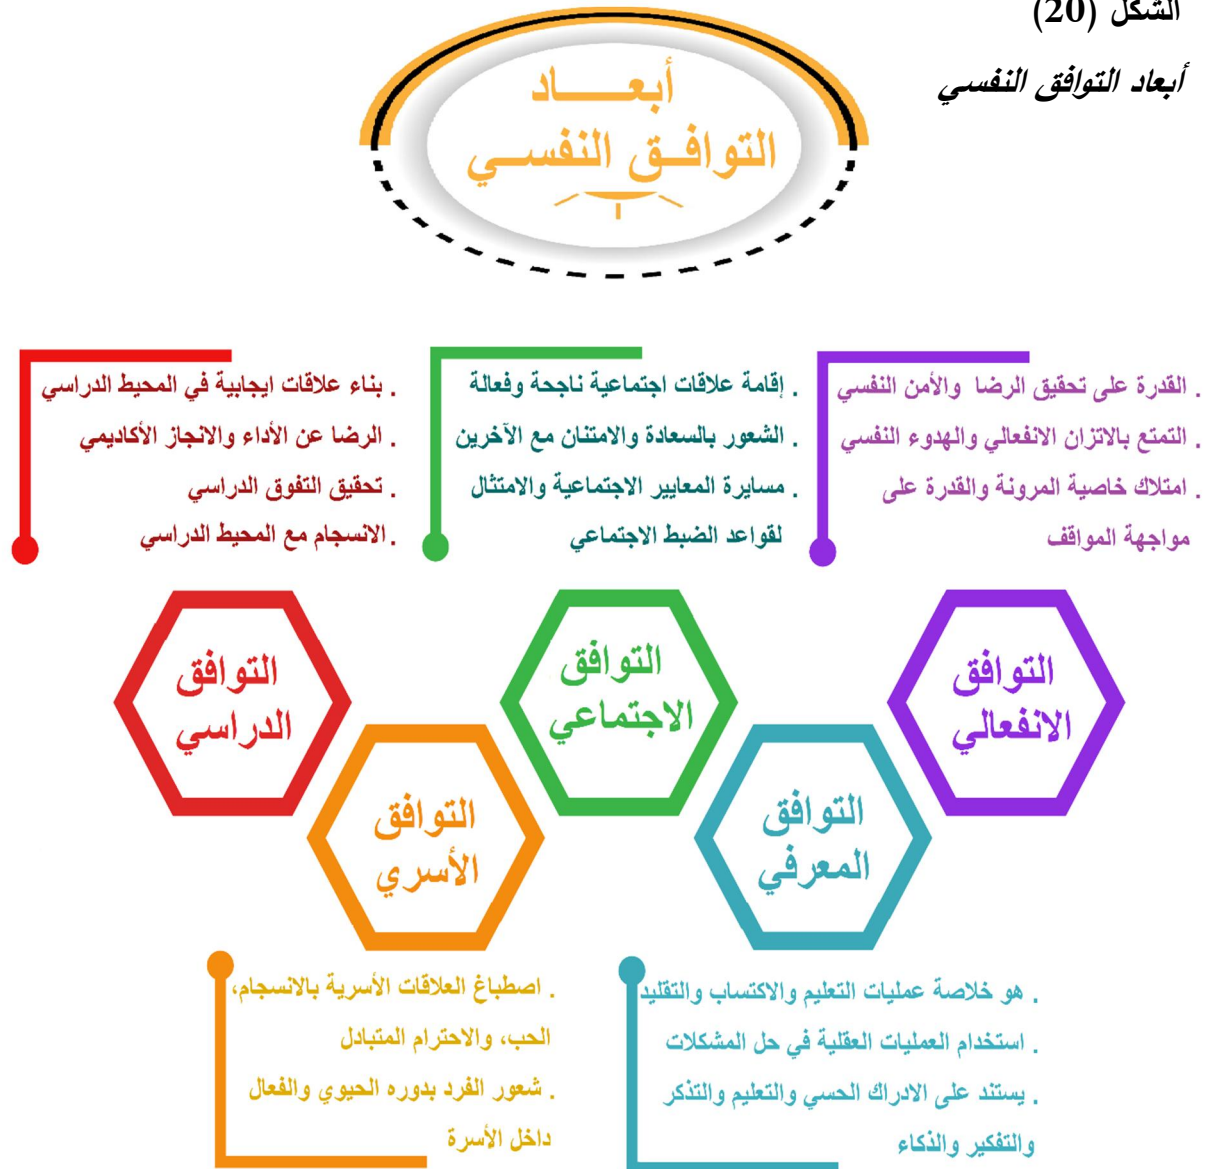 الشكل (20)
أبعاد التوافق النفسي
أبعـــــاد
التوافــق النفســي
. القدرة على تحقيق الرضا والأمن النفسي
. التمتع بالاتزان الانفعالي والهدوء النفسي
. امتلاك خاصية المرونة والقدرة على
مواجهة المواقف
. إقامة علاقات اجتماعية ناجحة وفعالة
. الشعور بالسعادة والامتنان مع الآخرين
. مسايرة المعايير الاجتماعية والامتثال
لقواعد الضبط الاجتماعي
. بناء علاقات ايجابية في المحيط الدراسي
. الرضا عن الأداء والانجاز الأكاديمي
. تحقيق التفوق الدراسي
.الانسجام مع المحيط الدراسي
التوافق
الانفعالي
التوافق
الاجتماعي
التوافق
الدراسي
التوافق
المعرفي
التوافق
الأسري
. هو خلاصة عمليات التعليم والاكتساب والتقليد
. استخدام العمليات العقلية في حل المشكلات
. يستند على الادراك الحسي والتعليم والتذكر
والتفكير والذكاء
. اصطباغ العلاقات الأسرية بالانسجام،
الحب، والاحترام المتبادل
. شعور الفرد بدوره الحيوي والفعال
داخل الأسرة